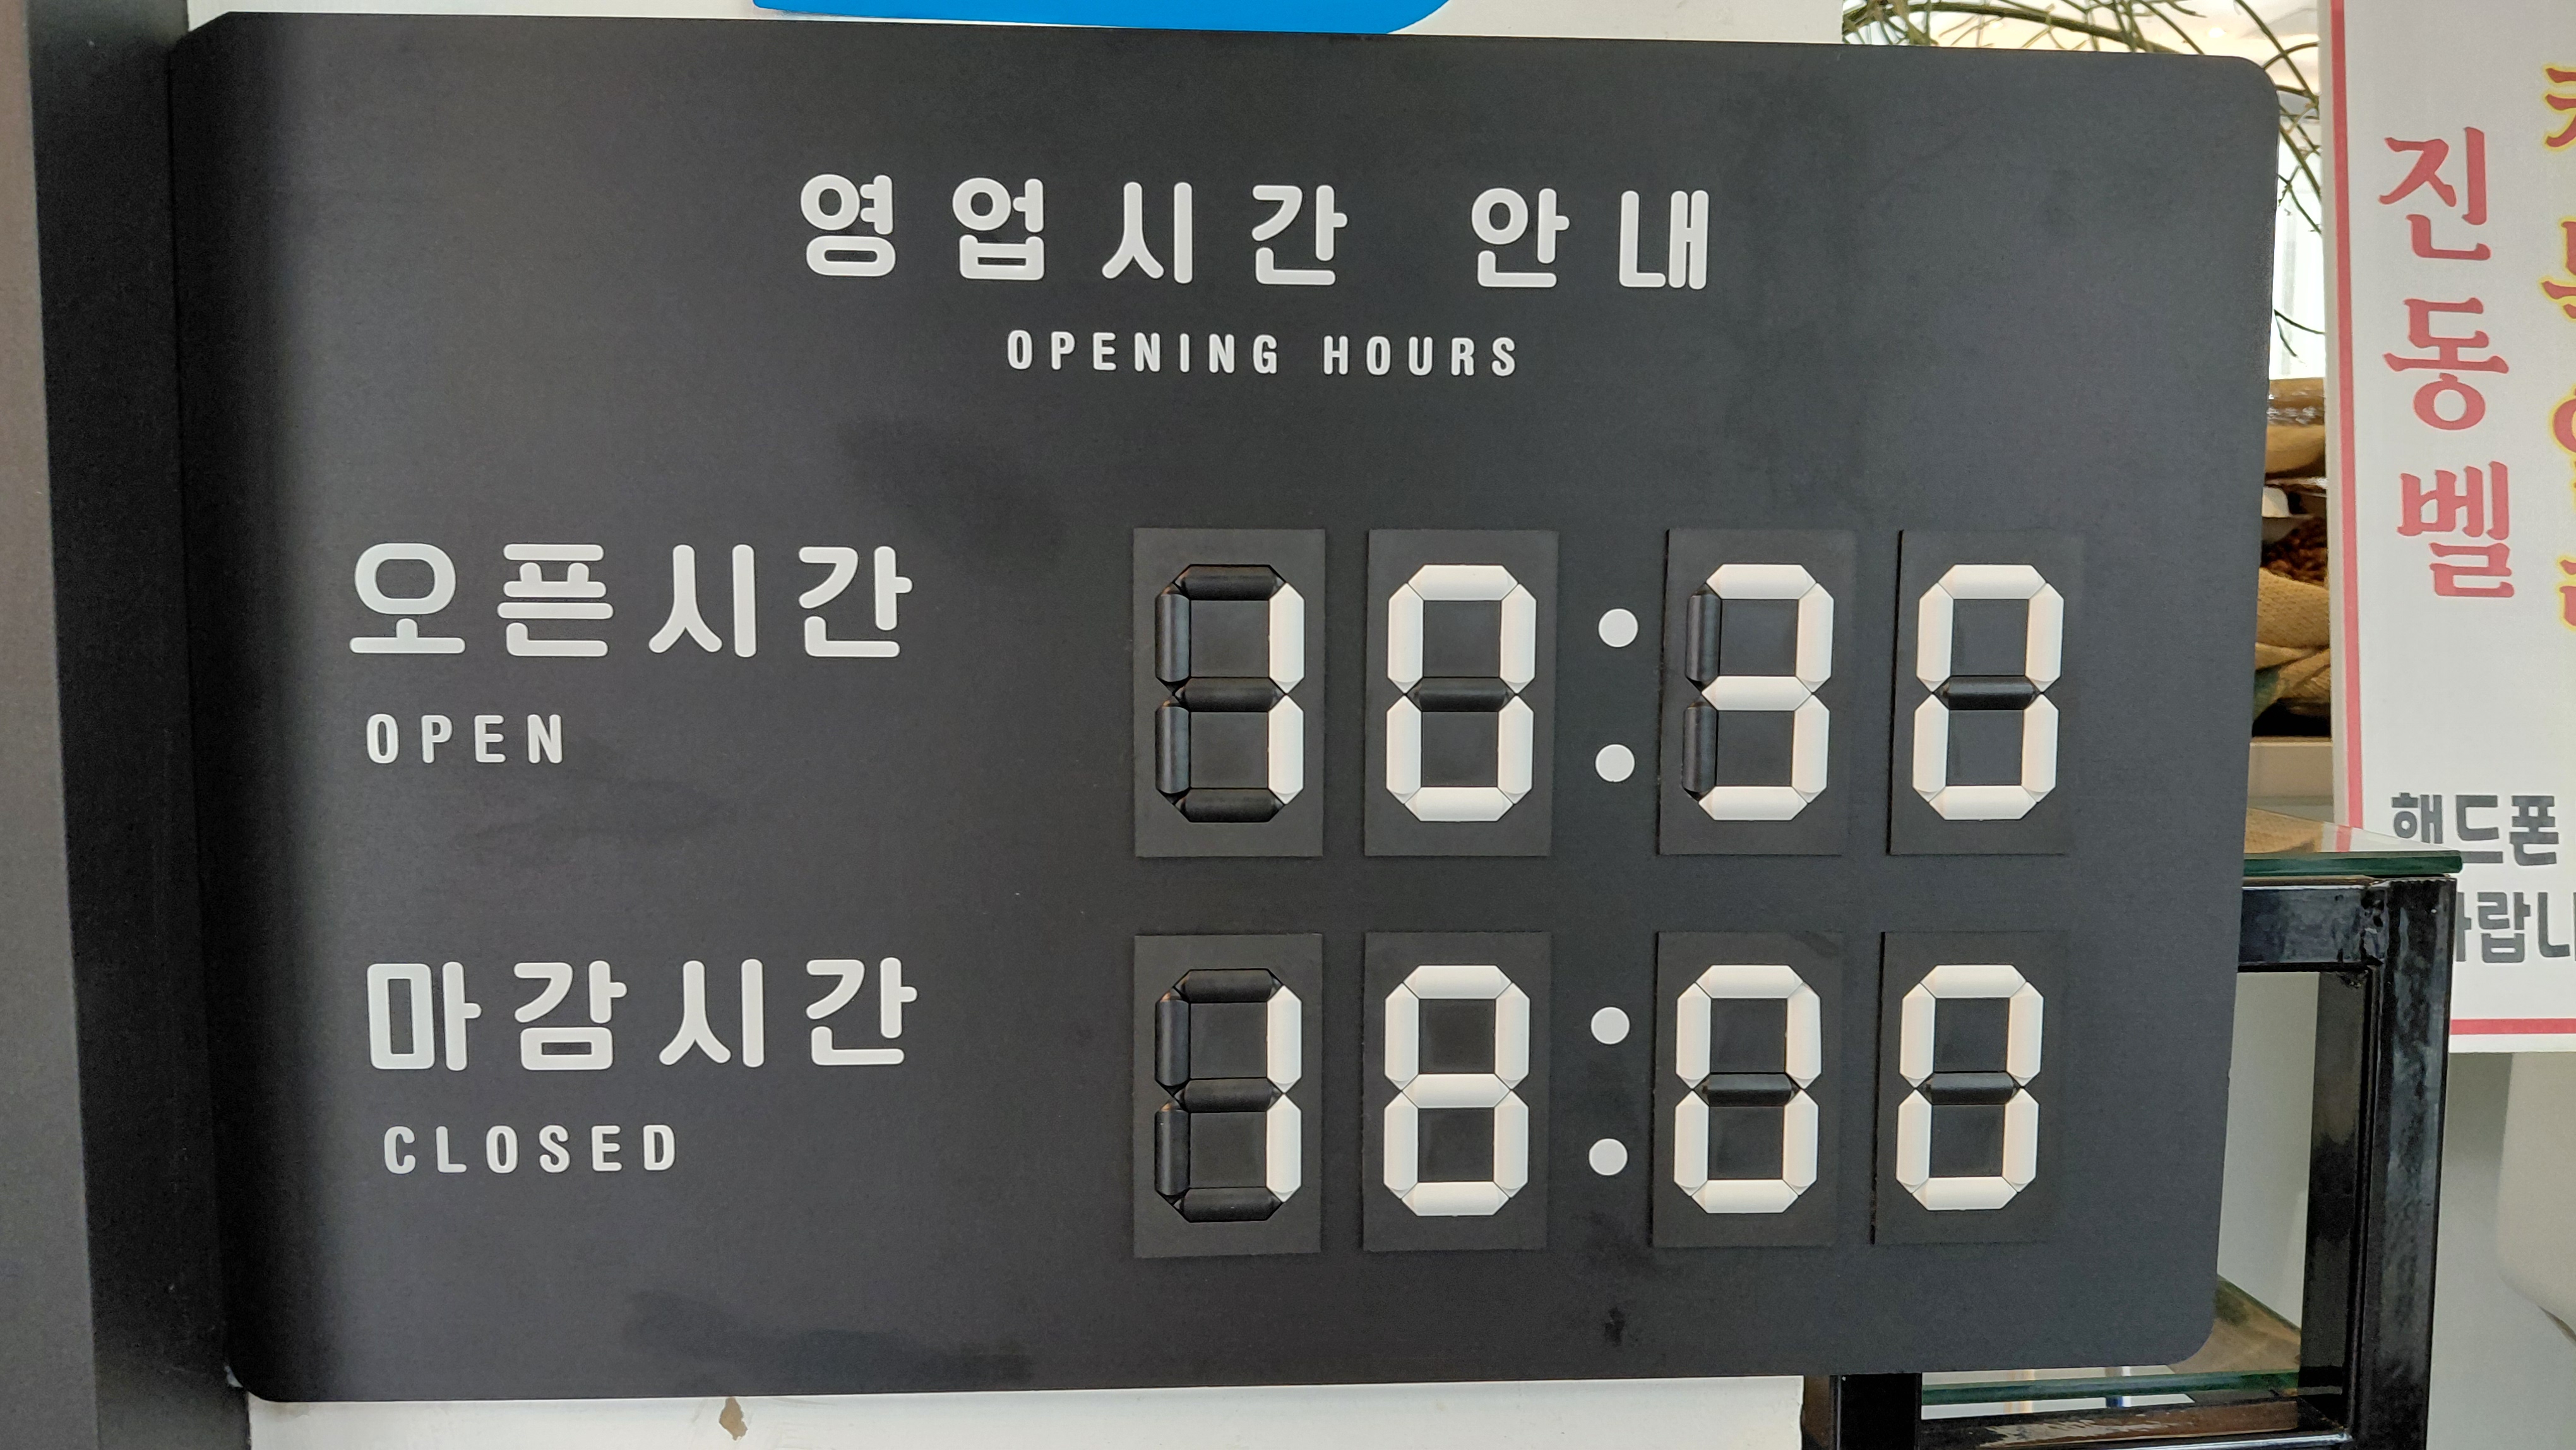 영업시간 안내
OPENING HOURS
오픈시간
OPEN
10:30
마감시간
CLOSED
18:00
진동벨
핸드폰